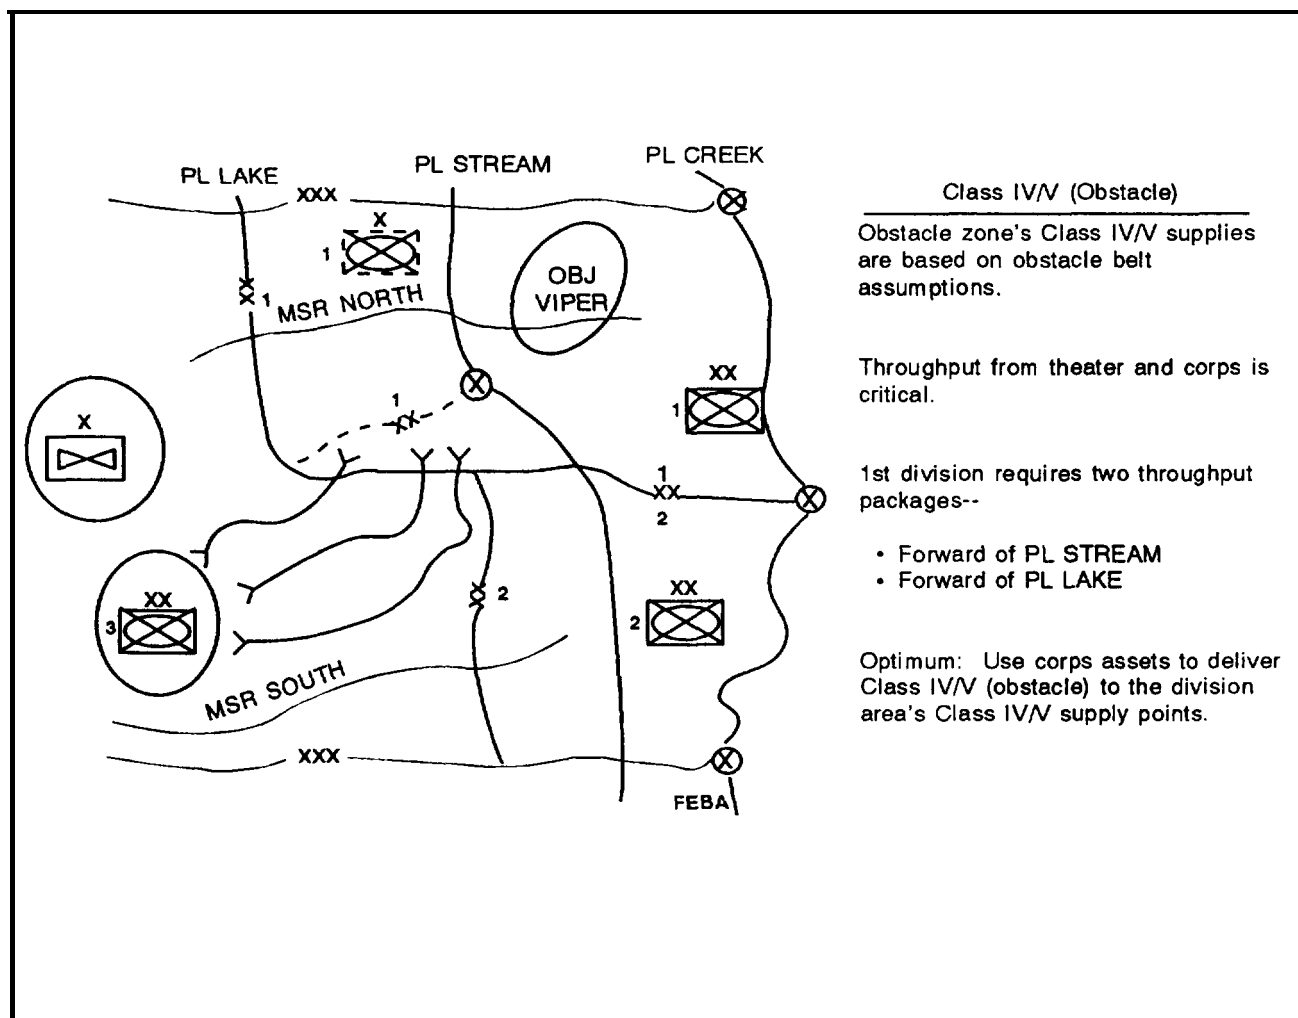 PL LAKE
XXX
PL STREAM
PL CREEK
X
1
1
MSR NORTH
OBJ
VIPER
X
XX
1
1
XX
1
XX
2
XX
3
XX
2
XX
2
MSR SOUTH
XXX
FEBA
Class IV/V (Obstacle)
Obstacle zone's Class IV/V supplies
are based on obstacle belt
assumptions.
Throughput from theater and corps is
critical.
1st division requires two throughput
packages--
• Forward of PL STREAM
• Forward of PL LAKE
Optimum: Use corps assets to deliver
Class IV/V (obstacle) to the division
area's Class IV/V supply points.